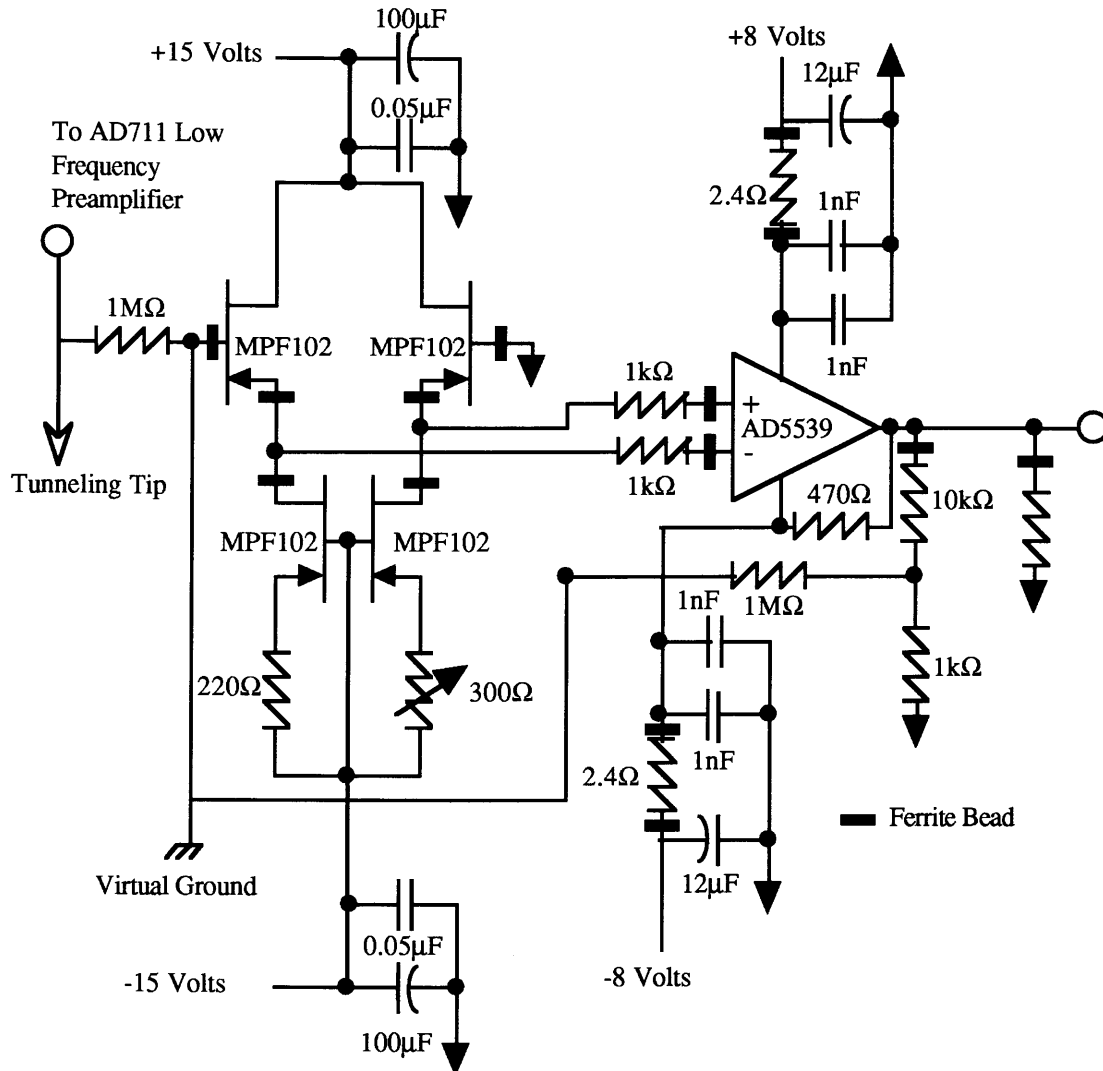 100µF
+15 Volts
+8 Volts
12µF
0.05µF
To AD711 Low
Frequency
Preamplifier
2.4Ω
1nF
1MΩ
MPF102
MPF102
1nF
1kΩ
+
AD5539
-
Tunneling Tip
1kΩ
470Ω
10kΩ
MPF102
MPF102
1nF
1MΩ
220Ω
300Ω
1kΩ
1nF
2.4Ω
Ferrite Bead
Virtual Ground
12µF
0.05µF
-15 Volts
-8 Volts
100µF